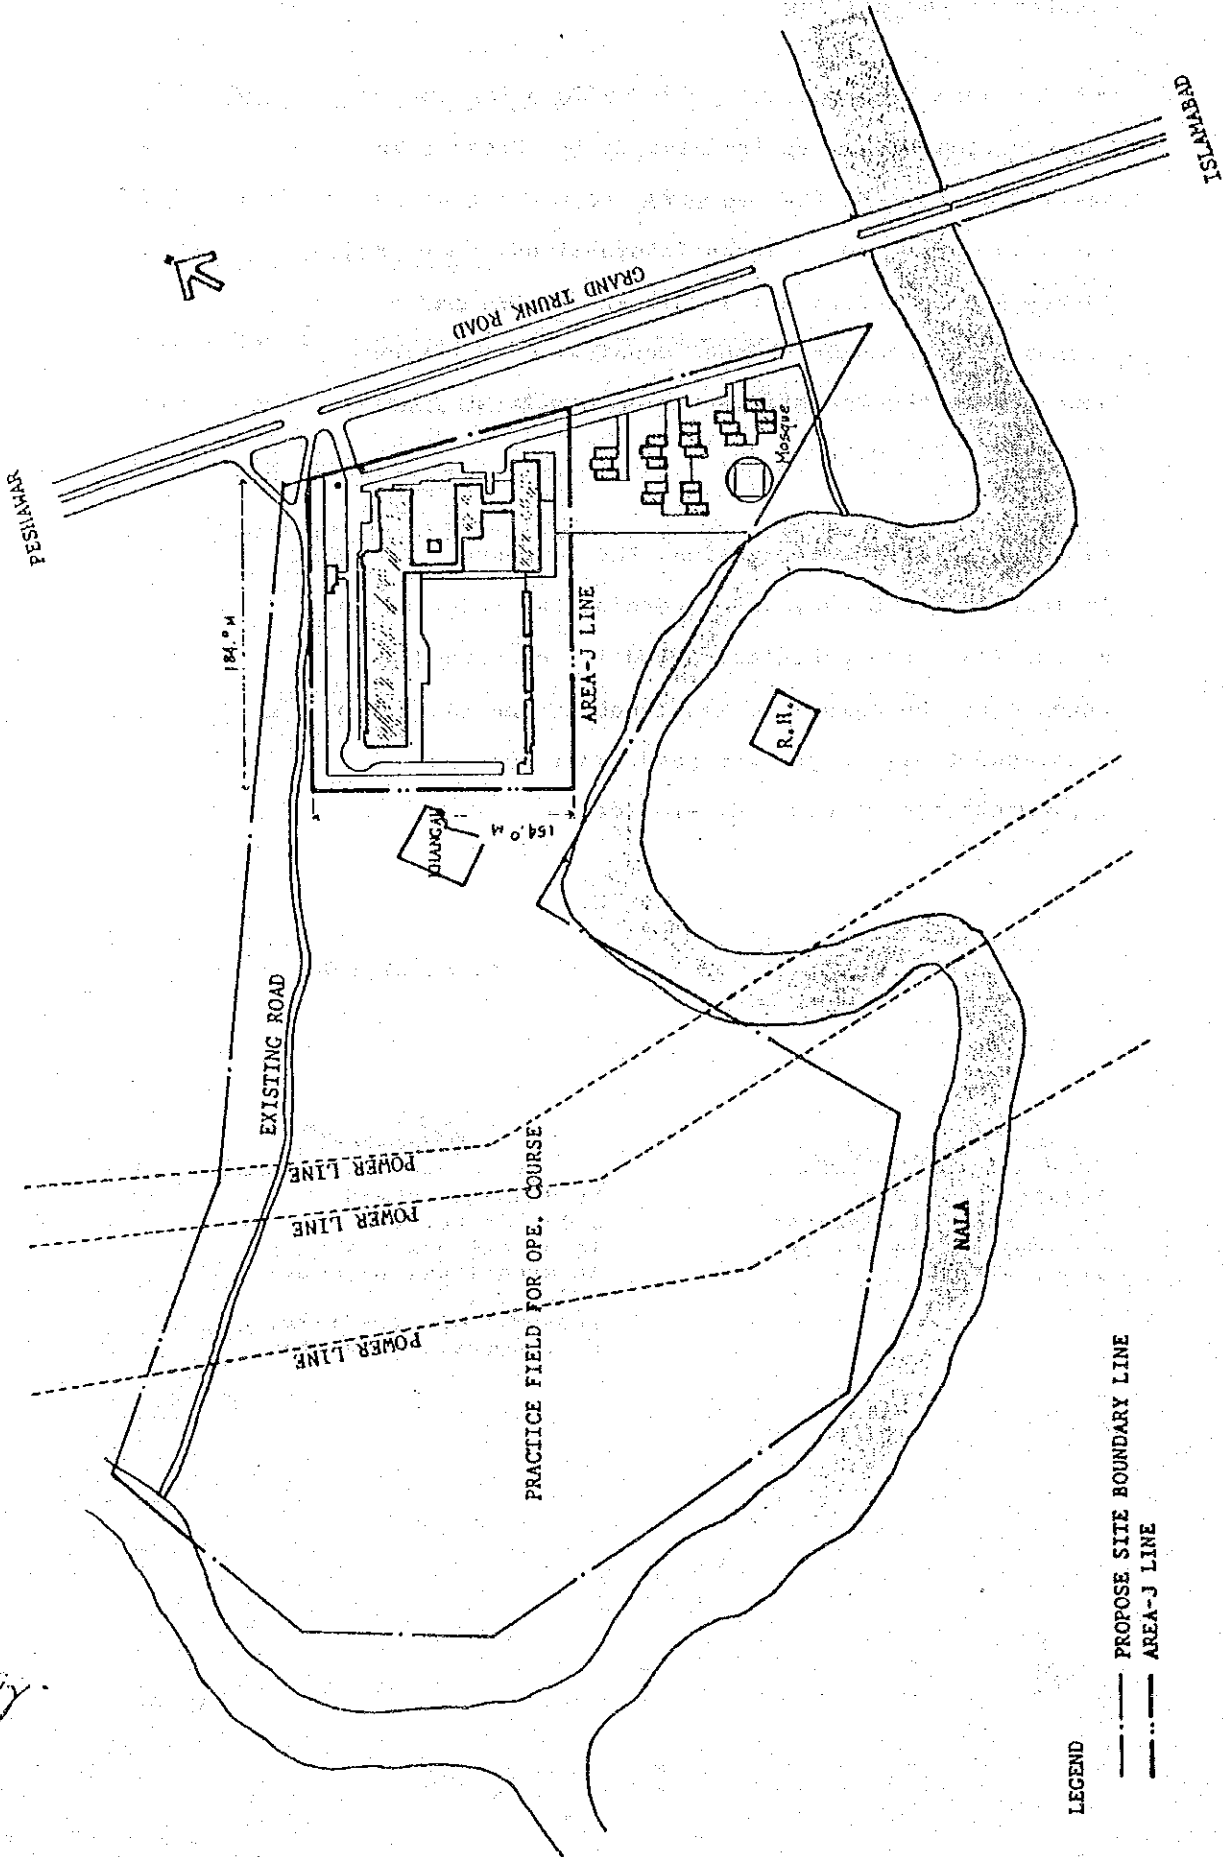 PESHAWAR
ISLAMABAD
GRAND TRUNK ROAD
184.0 M
Mosque
AREA-J LINE
R.H.
154.0 M
EXISTING ROAD
POWER LINE
POWER LINE
POWER LINE
PRACTICE FIELD FOR OPE. COURSE
NALA
LEGEND
PROPOSE SITE BOUNDARY LINE
AREA-J LINE